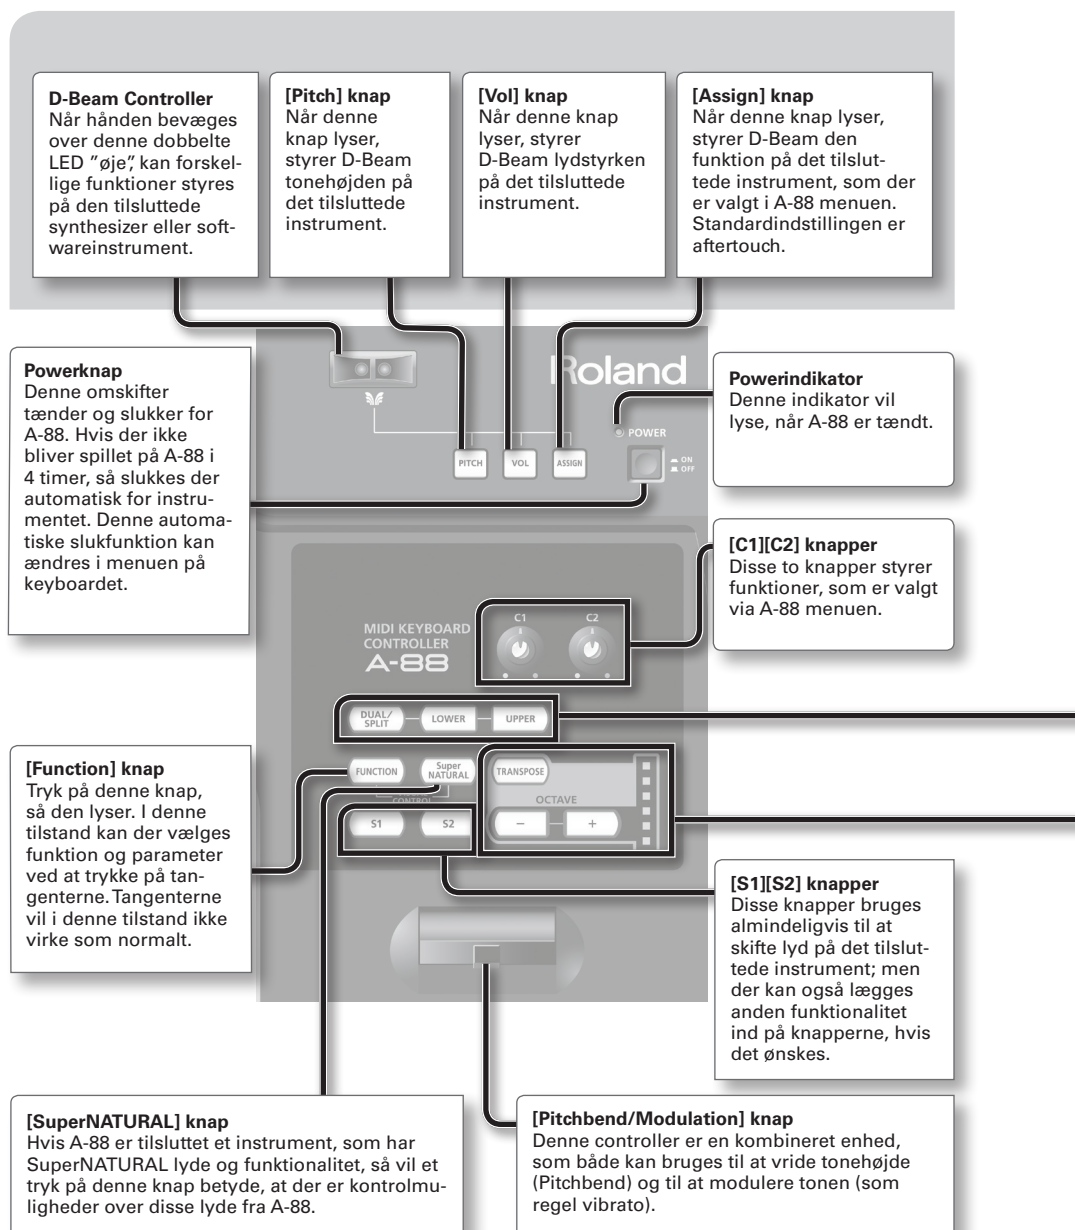 D-Beam Controller
Når hånden bevæges
over denne dobbelte
LED ”øje”, kan forskel-
lige funktioner styres
på den tilsluttede
synthesizer eller soft-
wareinstrument.
[Pitch] knap
Når denne
knap lyser,
styrer D-Beam
tonehøjden på
det tilsluttede
instrument.
[Vol] knap
Når denne knap
lyser, styrer
D-Beam lydstyrken
på det tilsluttede
instrument.
[Assign] knap
Når denne knap lyser,
styrer D-Beam den
funktion på det tilslut-
tede instrument, som der
er valgt i A-88 menuen.
Standardindstillingen er
aftertouch.
Powerknap
Denne omskifter
tænder og slukker for
A-88. Hvis der ikke
bliver spillet på A-88 i
4 timer, så slukkes der
automatisk for instru-
mentet. Denne automa-
tiske slukfunktion kan
ændres i menuen på
keyboardet.
Roland
POWER
PITCH
VOL
ASSIGN
ON
OFF
Powerindikator
Denne indikator vil
lyse, når A-88 er tændt.
[C1][C2] knapper
Disse to knapper styrer
funktioner, som er valgt
via A-88 menuen.
C1
C2
MIDI KEYBOARD
CONTROLLER
A-88
DUAL/
SPLIT
LOWER
UPPER
FUNCTION
Super
NATURAL
TRANSPOSE
CONTROL
OCTAVE
S1
S2
–
+
[Function] knap
Tryk på denne knap,
så den lyser. I denne
tilstand kan der vælges
funktion og parameter
ved at trykke på tan-
genterne. Tangenterne
vil i denne tilstand ikke
virke som normalt.
[S1][S2] knapper
Disse knapper bruges
almindeligvis til at
skifte lyd på det tilslut-
tede instrument; men
der kan også lægges
anden funktionalitet
ind på knapperne, hvis
det ønskes.
[SuperNATURAL] knap
Hvis A-88 er tilsluttet et instrument, som har
SuperNATURAL lyde og funktionalitet, så vil et
tryk på denne knap betyde, at der er kontrolmu-
ligheder over disse lyde fra A-88.
[Pitchbend/Modulation] knap
Denne controller er en kombineret enhed,
som både kan bruges til at vride tonehøjde
(Pitchbend) og til at modulere tonen (som
regel vibrato).